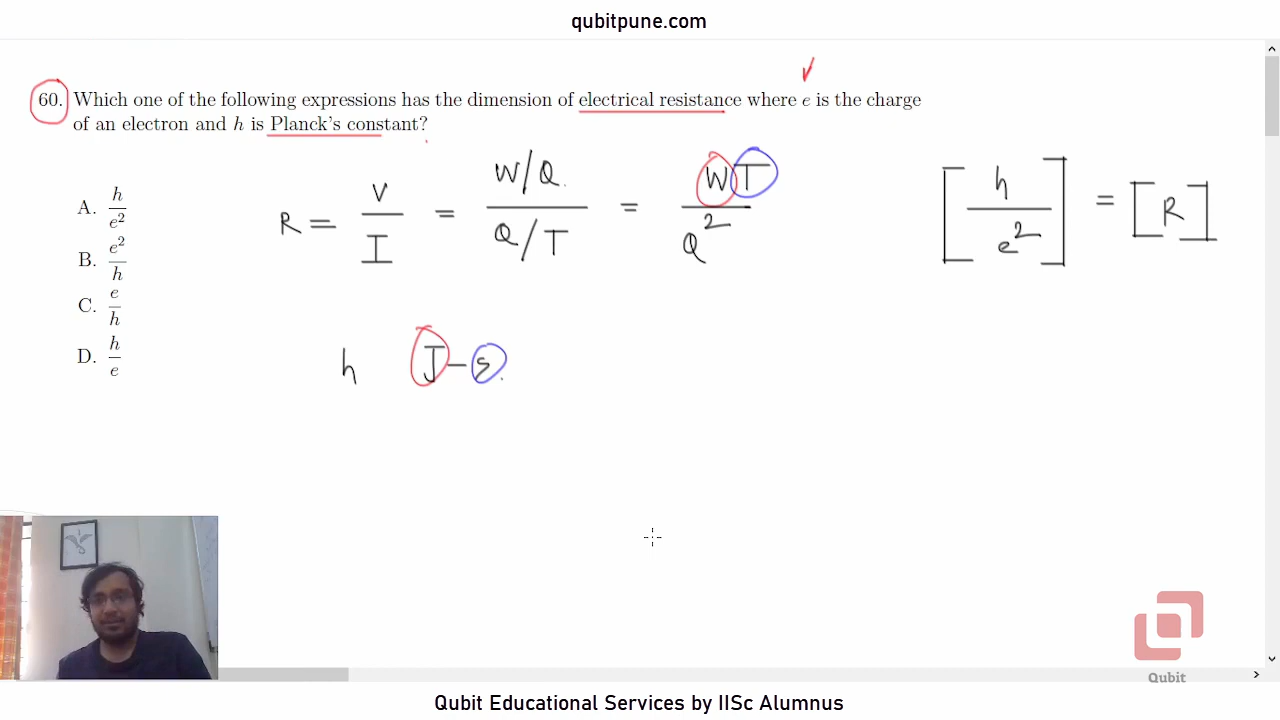 qubitpune.com
60. Which one of the following expressions has the dimension of electrical resistance where e is the charge
of an electron and h is Planck's constant?
A. h/e²
B. e²/h
C. e/h
D. h/e
R = V/I = W/Q / Q/T = WT/Q²
[h/e²] = [R]
h J-s.
Qubit
Qubit Educational Services by IISc Alumnus